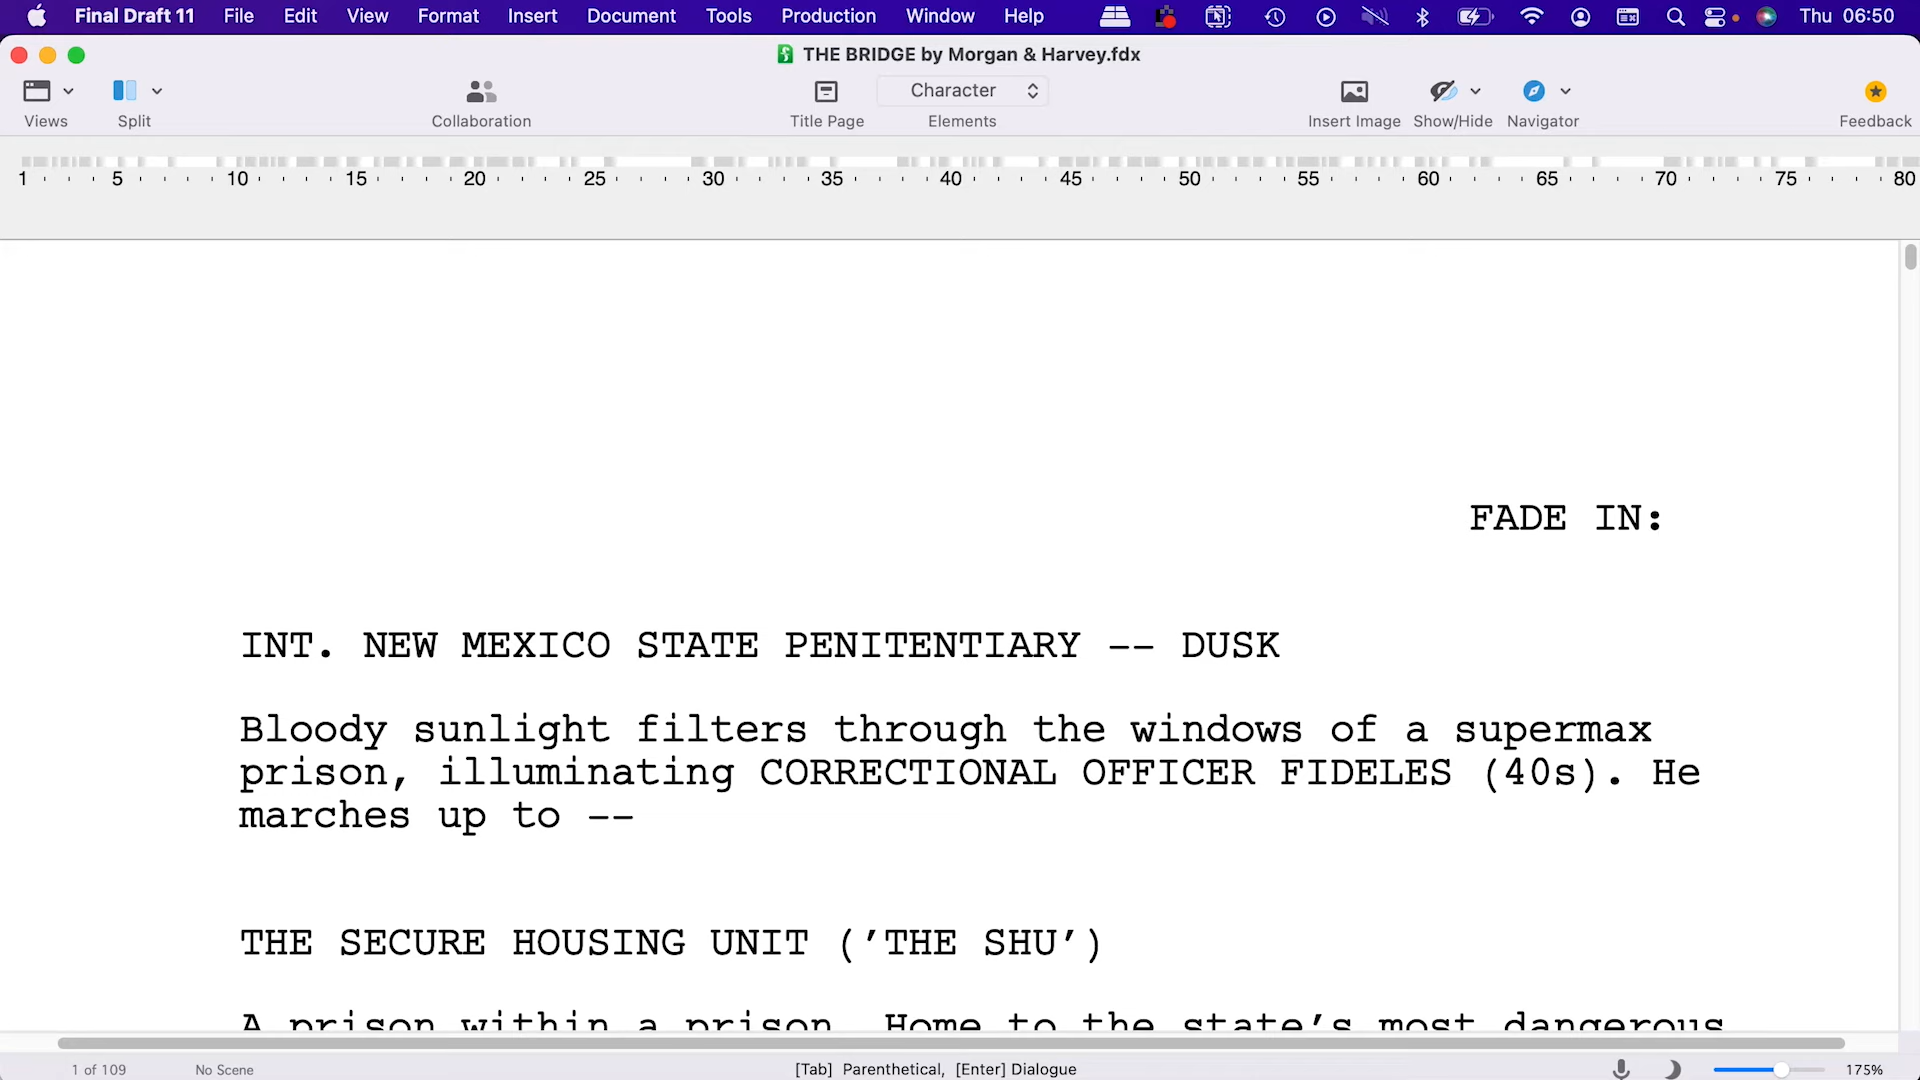 Final Draft 11 File Edit View Format Insert Document Tools Production Window Help Thu 06:50
THE BRIDGE by Morgan & Harvey.fdx
Character
Views Split Collaboration Title Page Elements Insert Image Show/Hide Navigator Feedback
1 5 10 15 20 25 30 35 40 45 50 55 60 65 70 75 80
FADE IN:
INT. NEW MEXICO STATE PENITENTIARY -- DUSK
Bloody sunlight filters through the windows of a supermax
prison, illuminating CORRECTIONAL OFFICER FIDELES (40s). He
marches up to --
THE SECURE HOUSING UNIT ('THE SHU')
A prison within a prison. Home to the state's most dangerous
1 of 109 No Scene [Tab] Parenthetical, [Enter] Dialogue 175%